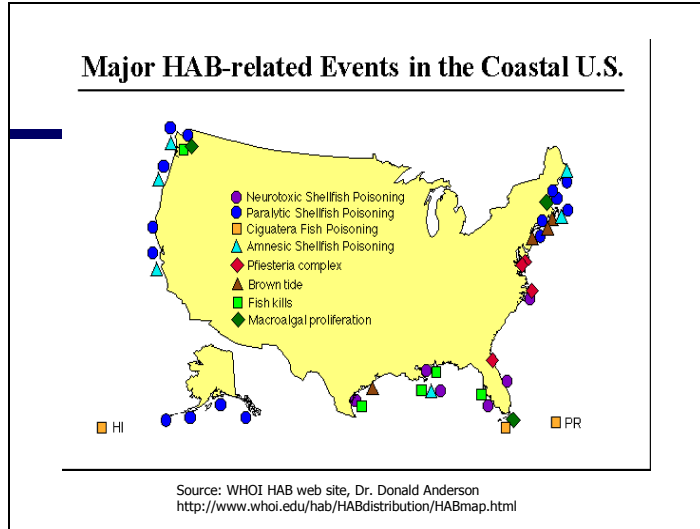 Major HAB-related Events in the Coastal U.S.
Neurotoxic Shellfish Poisoning
Paralytic Shellfish Poisoning
Ciguatera Fish Poisoning
Amnesic Shellfish Poisoning
Pfiesteria complex
Brown tide
Fish kills
Macroalgal proliferation
HI
PR
Source: WHOI HAB web site, Dr. Donald Anderson
http://www.whoi.edu/hab/HABdistribution/HABmap.html